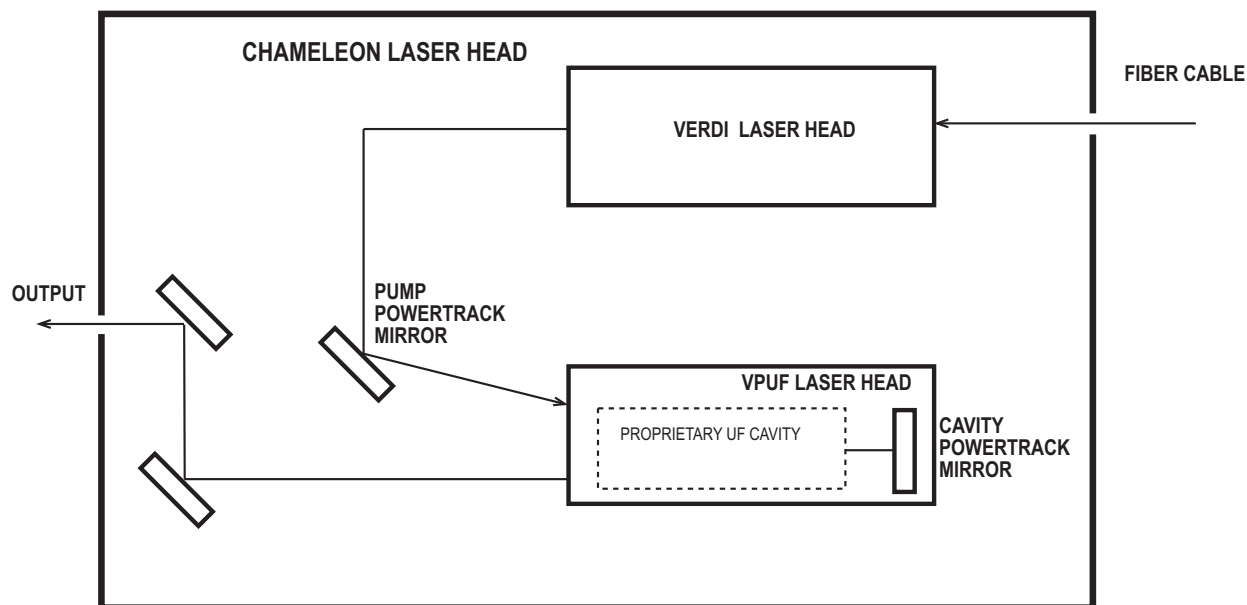 CHAMELEON LASER HEAD
FIBER CABLE
VERDI LASER HEAD
OUTPUT
PUMP
POWERTRACK
MIRROR
VPUF LASER HEAD
PROPRIETARY UF CAVITY
CAVITY
POWERTRACK
MIRROR